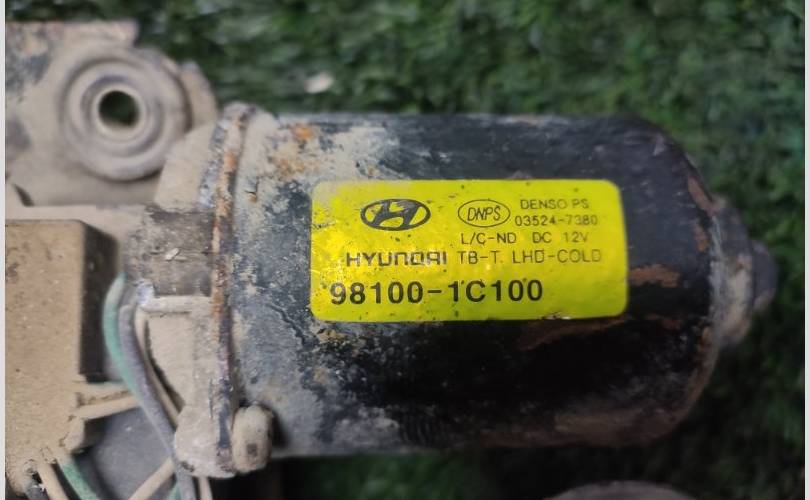 DNPS DENSO PS
03524-7380
L/C-ND DC 12V
HYUNDAI TB-T. LHD-COLD
98100-1C100